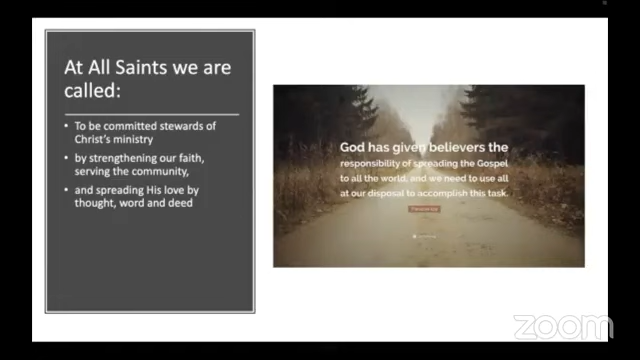 At All Saints we are
called:
• To be committed stewards of
Christ's ministry
• by strengthening our faith,
serving the community,
• and spreading His love by
thought, word and deed
God has given believers the
responsibility of spreading the Gospel
to all the world, and we need to use all
at our disposal to accomplish this task.
zoom